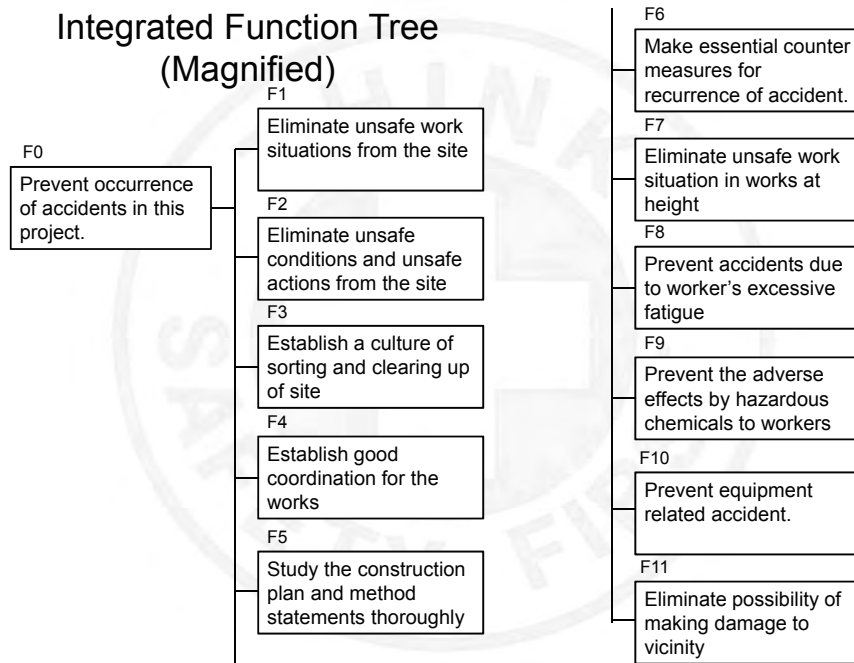 Integrated Function Tree
(Magnified)
F0
Prevent occurrence
of accidents in this
project.
F1
Eliminate unsafe work
situations from the site
F2
Eliminate unsafe
conditions and unsafe
actions from the site
F3
Establish a culture of
sorting and clearing up
of site
F4
Establish good
coordination for the
works
F5
Study the construction
plan and method
statements thoroughly
F6
Make essential counter
measures for
recurrence of accident.
F7
Eliminate unsafe work
situation in works at
height
F8
Prevent accidents due
to worker’s excessive
fatigue
F9
Prevent the adverse
effects by hazardous
chemicals to workers
F10
Prevent equipment
related accident.
F11
Eliminate possibility of
making damage to
vicinity
THINK
SAFETY FIRST